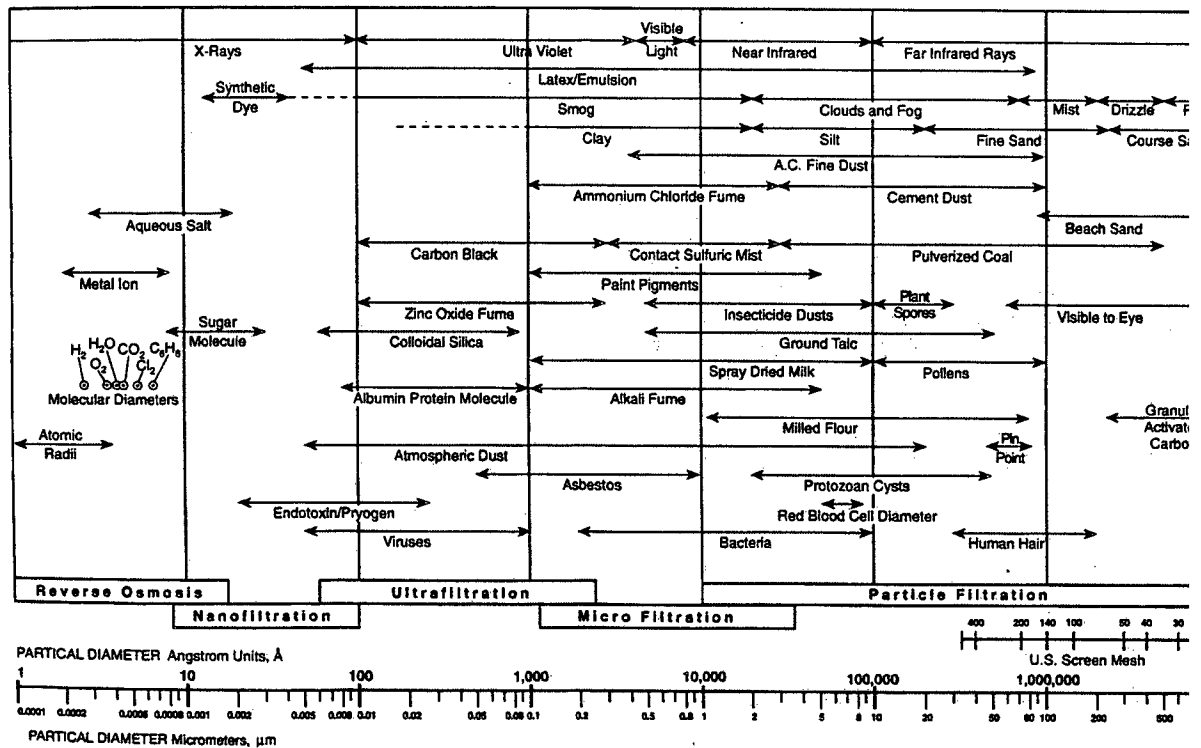 Visible
X-Rays Ultra Violet Light Near Infrared Far Infrared Rays
Latex/Emulsion
Synthetic
Dye Smog Clouds and Fog Mist Drizzle
Clay Silt Fine Sand Course Sa
A.C. Fine Dust
Ammonium Chloride Fume Cement Dust
Aqueous Salt Beach Sand
Carbon Black Contact Sulfuric Mist Pulverized Coal
Metal Ion Paint Pigments
Zinc Oxide Fume Insecticide Dusts Plant
Spores Visible to Eye
Sugar
Molecule Colloidal Silica Ground Talc
H2 H2O CO2 C6H6
O2 Cl2
Spray Dried Milk Pollens
Molecular Diameters Albumin Protein Molecule Alkali Fume
Milled Flour Granul
Activate
Carbo
Atomic
Radii Atmospheric Dust Pin
Point
Asbestos Protozoan Cysts
Endotoxin/Pryogen Red Blood Cell Diameter
Viruses Bacteria Human Hair
Reverse Osmosis Ultrafiltration Particle Filtration
Nanofiltration Micro Filtration
400 200 140 100 50 40 30
U.S. Screen Mesh
PARTICAL DIAMETER Angstrom Units, Å
1 10 100 1,000 10,000 100,000 1,000,000
0.0001 0.0002 0.0005 0.0008 0.001 0.002 0.005 0.008 0.01 0.02 0.05 0.08 0.1 0.2 0.5 0.8 1 2 5 8 10 20 50 80 100 200 500
PARTICAL DIAMETER Micrometers, μm